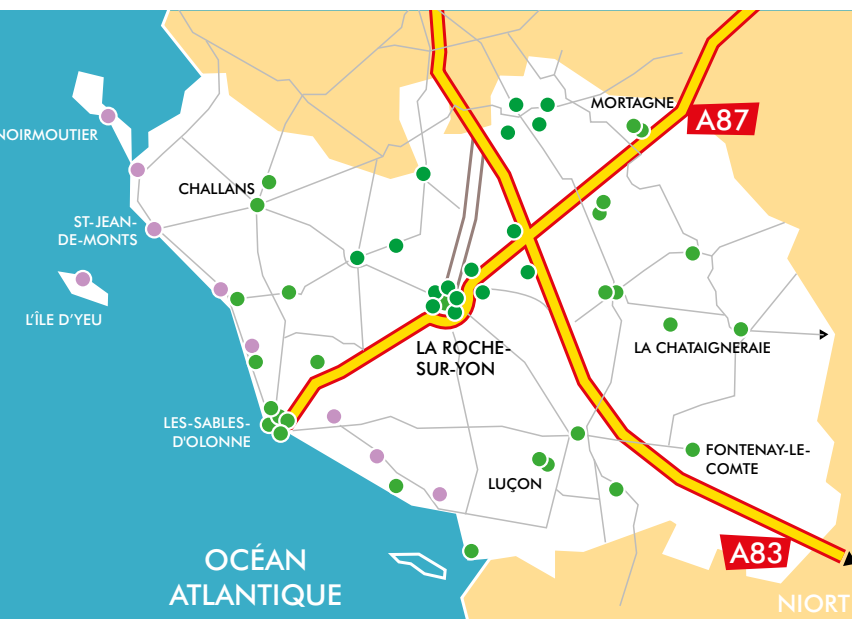 MORTAGNE
A87
NOIRMOUTIER
CHALLANS
ST-JEAN-
DE-MONTS
L'ÎLE D'YEU
LA ROCHE-
SUR-YON
LA CHATAIGNERAIE
LES-SABLES-
D'OLONNE
FONTENAY-LE-
COMTE
LUÇON
A83
OCÉAN
ATLANTIQUE
NIORT